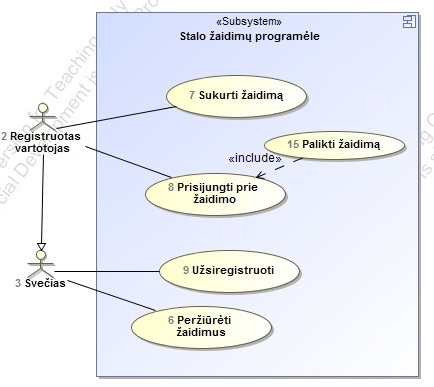 «Subsystem»
Stalo žaidimų programėle
7 Sukurti žaidimą
2 Registruotas
vartotojas
15 Palikti žaidimą
«include»
8 Prisijungti prie
žaidimo
9 Užsiregistruoti
3 Svečias
6 Peržiūrėti
žaidimus